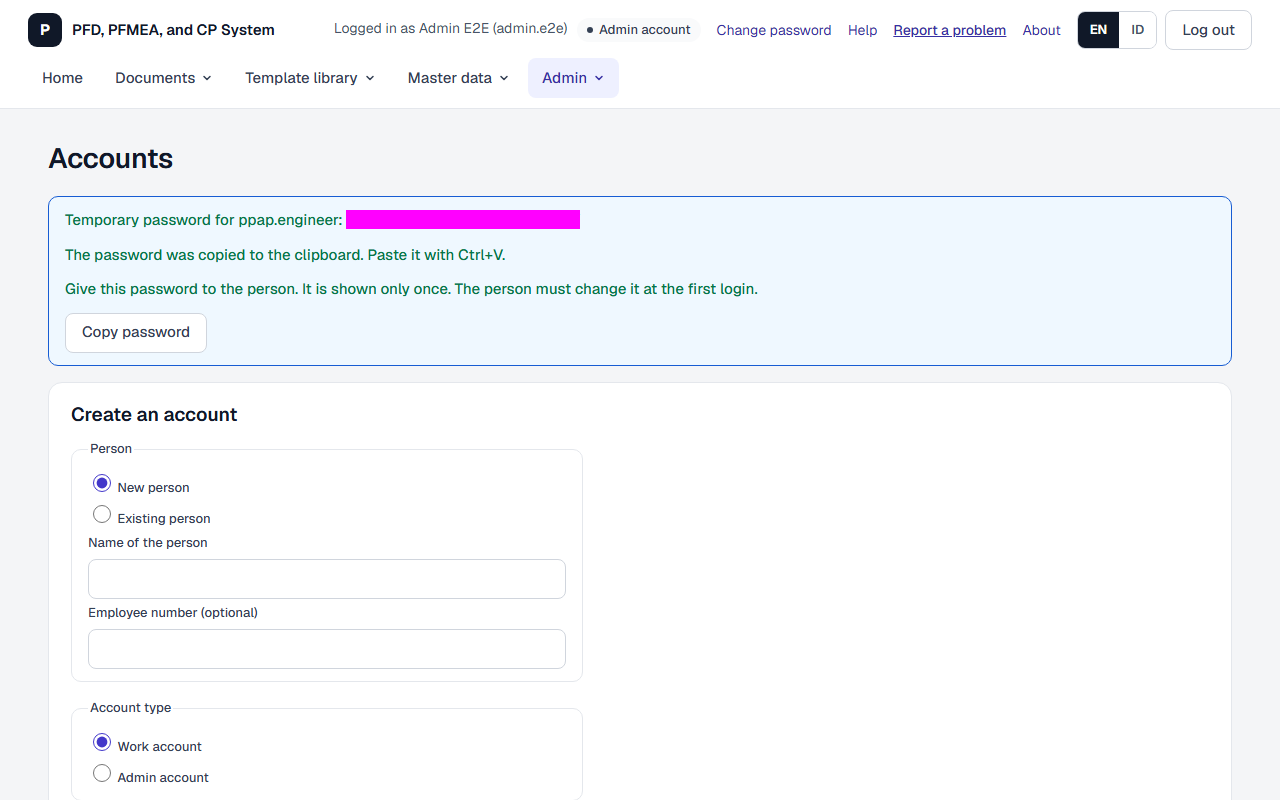 P PFD, PFMEA, and CP System Logged in as Admin E2E (admin.e2e) Admin account Change password Help Report a problem About EN ID Log out
Home Documents Template library Master data Admin
Accounts
Temporary password for ppap.engineer:
The password was copied to the clipboard. Paste it with Ctrl+V.
Give this password to the person. It is shown only once. The person must change it at the first login.
Copy password
Create an account
Person
New person
Existing person
Name of the person
Employee number (optional)
Account type
Work account
Admin account